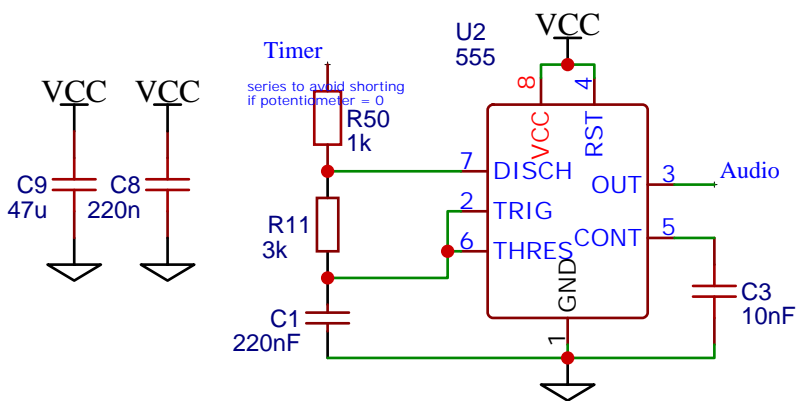 VCC
VCC
C9
47u
C8
220n
Timer
series to avoid shorting
if potentiometer = 0
R50
1k
R11
3k
C1
220nF
U2
555
VCC
8
4
VCC
RST
7
DISCH
2
TRIG
6
THRES
OUT
3
Audio
CONT
5
GND
1
C3
10nF